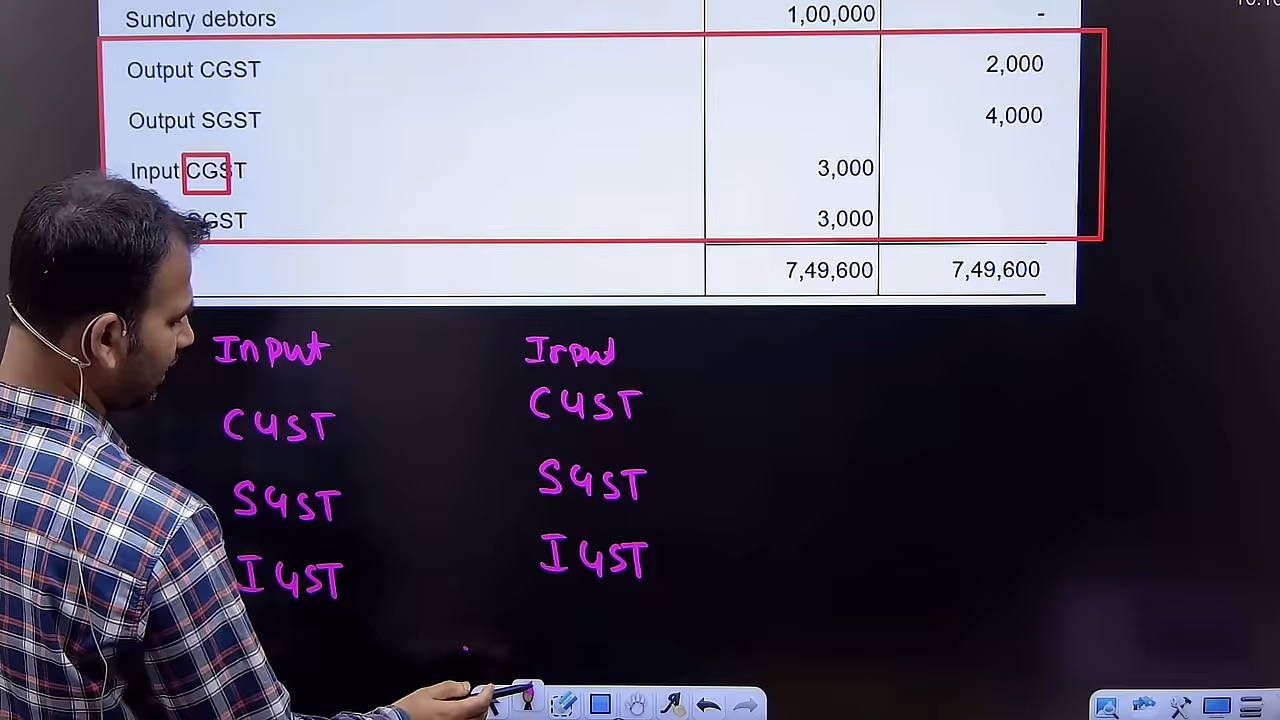 Sundry debtors 1,00,000 -
Output CGST 2,000
Output SGST 4,000
Input CGST 3,000
SGST 3,000
7,49,600 7,49,600
Input Input
CGST CGST
SGST SGST
IGST IGST